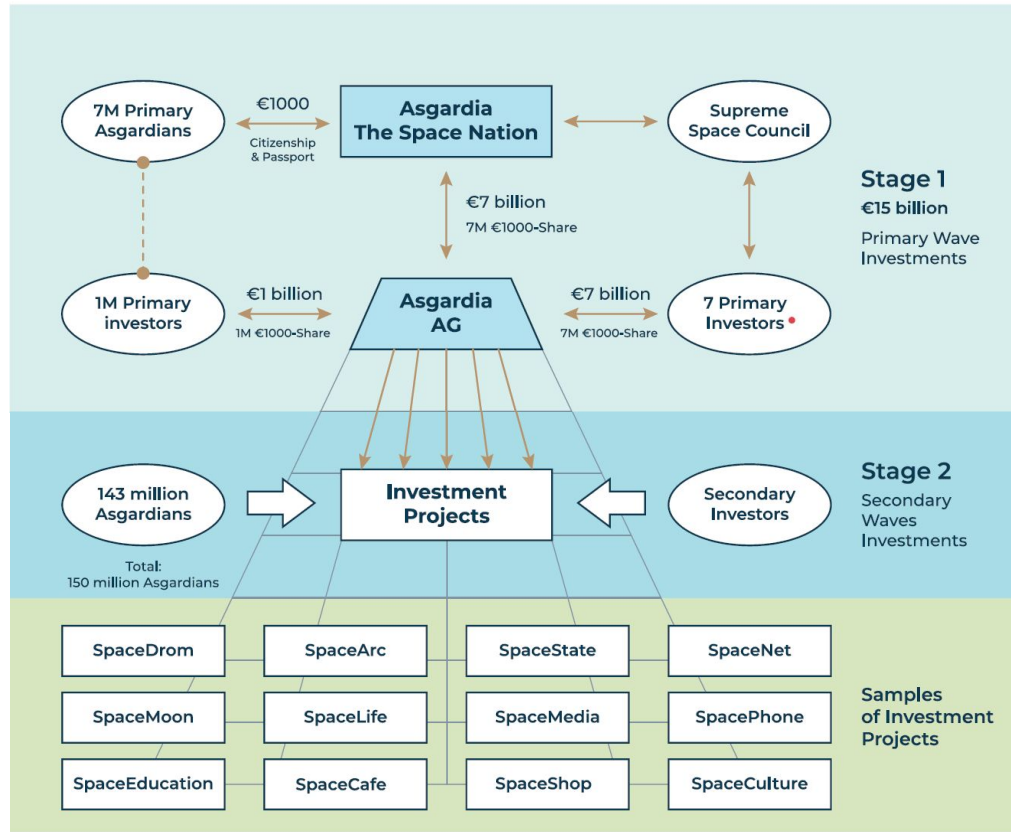 7M Primary
Asgardians
€1000
Citizenship
& Passport
Asgardia
The Space Nation
Supreme
Space Council
Stage 1
€15 billion
Primary Wave
Investments
€7 billion
7M €1000-Share
1M Primary
investors
€1 billion
1M €1000-Share
Asgardia
AG
€7 billion
7M €1000-Share
7 Primary
Investors
143 million
Asgardians
Total:
150 million Asgardians
Investment
Projects
Secondary
Investors
Stage 2
Secondary
Waves
Investments
SpaceDrom
SpaceArc
SpaceState
SpaceNet
SpaceMoon
SpaceLife
SpaceMedia
SpacePhone
SpaceEducation
SpaceCafe
SpaceShop
SpaceCulture
Samples
of Investment
Projects